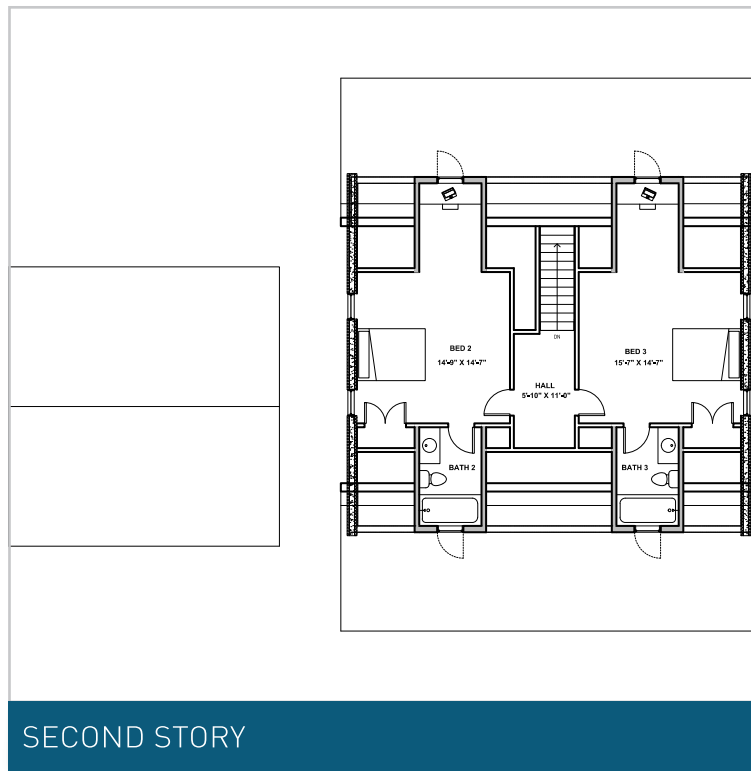 DN
BED 2
14'-9" X 14'-7"
BED 3
15'-7" X 14'-7"
HALL
5'-10" X 11'-0"
BATH 2
BATH 3
SECOND STORY